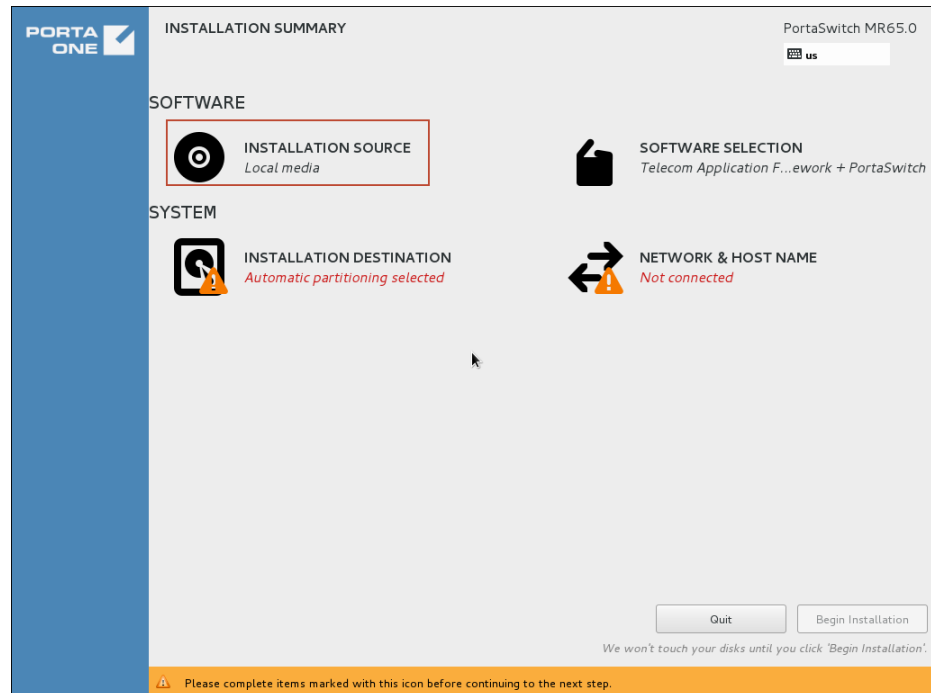 PORTA
ONE
INSTALLATION SUMMARY
PortaSwitch MR65.0
us
SOFTWARE
INSTALLATION SOURCE
Local media
SOFTWARE SELECTION
Telecom Application F...ework + PortaSwitch
SYSTEM
INSTALLATION DESTINATION
Automatic partitioning selected
NETWORK & HOST NAME
Not connected
Quit
Begin Installation
We won't touch your disks until you click 'Begin Installation'.
Please complete items marked with this icon before continuing to the next step.